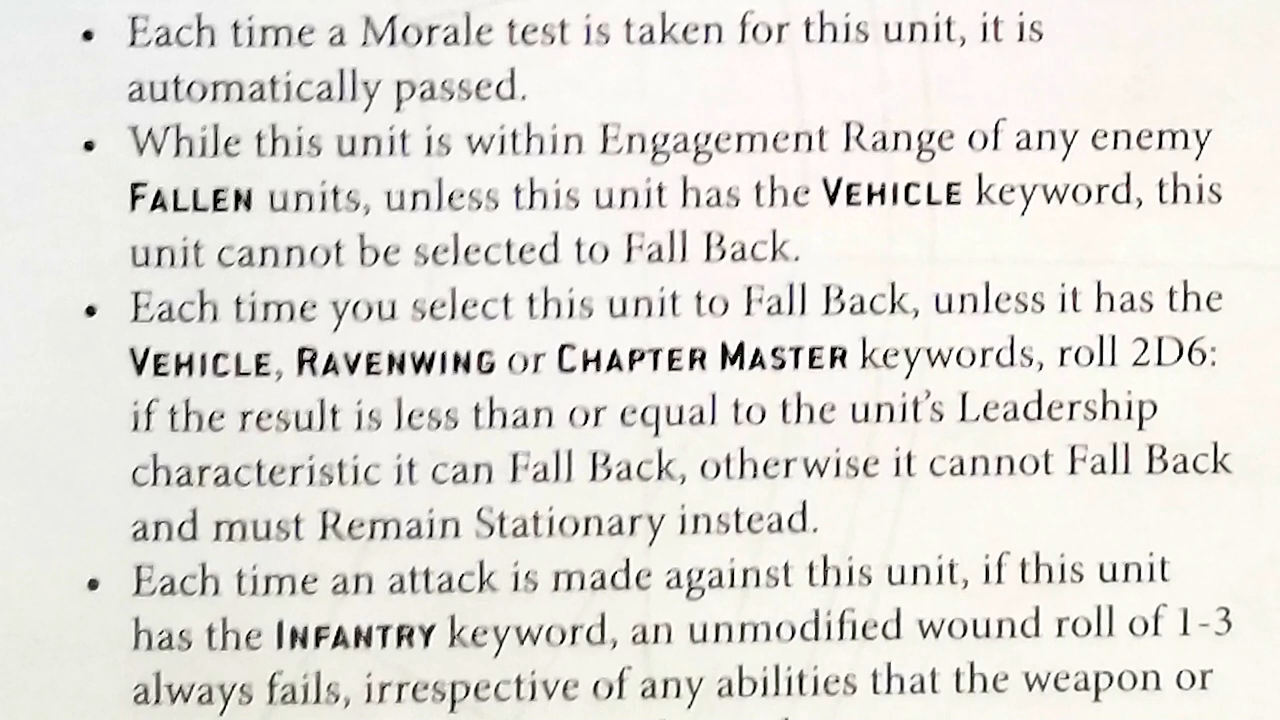 • Each time a Morale test is taken for this unit, it is
automatically passed.
• While this unit is within Engagement Range of any enemy
FALLEN units, unless this unit has the VEHICLE keyword, this
unit cannot be selected to Fall Back.
• Each time you select this unit to Fall Back, unless it has the
VEHICLE, RAVENWING or CHAPTER MASTER keywords, roll 2D6:
if the result is less than or equal to the unit's Leadership
characteristic it can Fall Back, otherwise it cannot Fall Back
and must Remain Stationary instead.
• Each time an attack is made against this unit, if this unit
has the INFANTRY keyword, an unmodified wound roll of 1-3
always fails, irrespective of any abilities that the weapon or